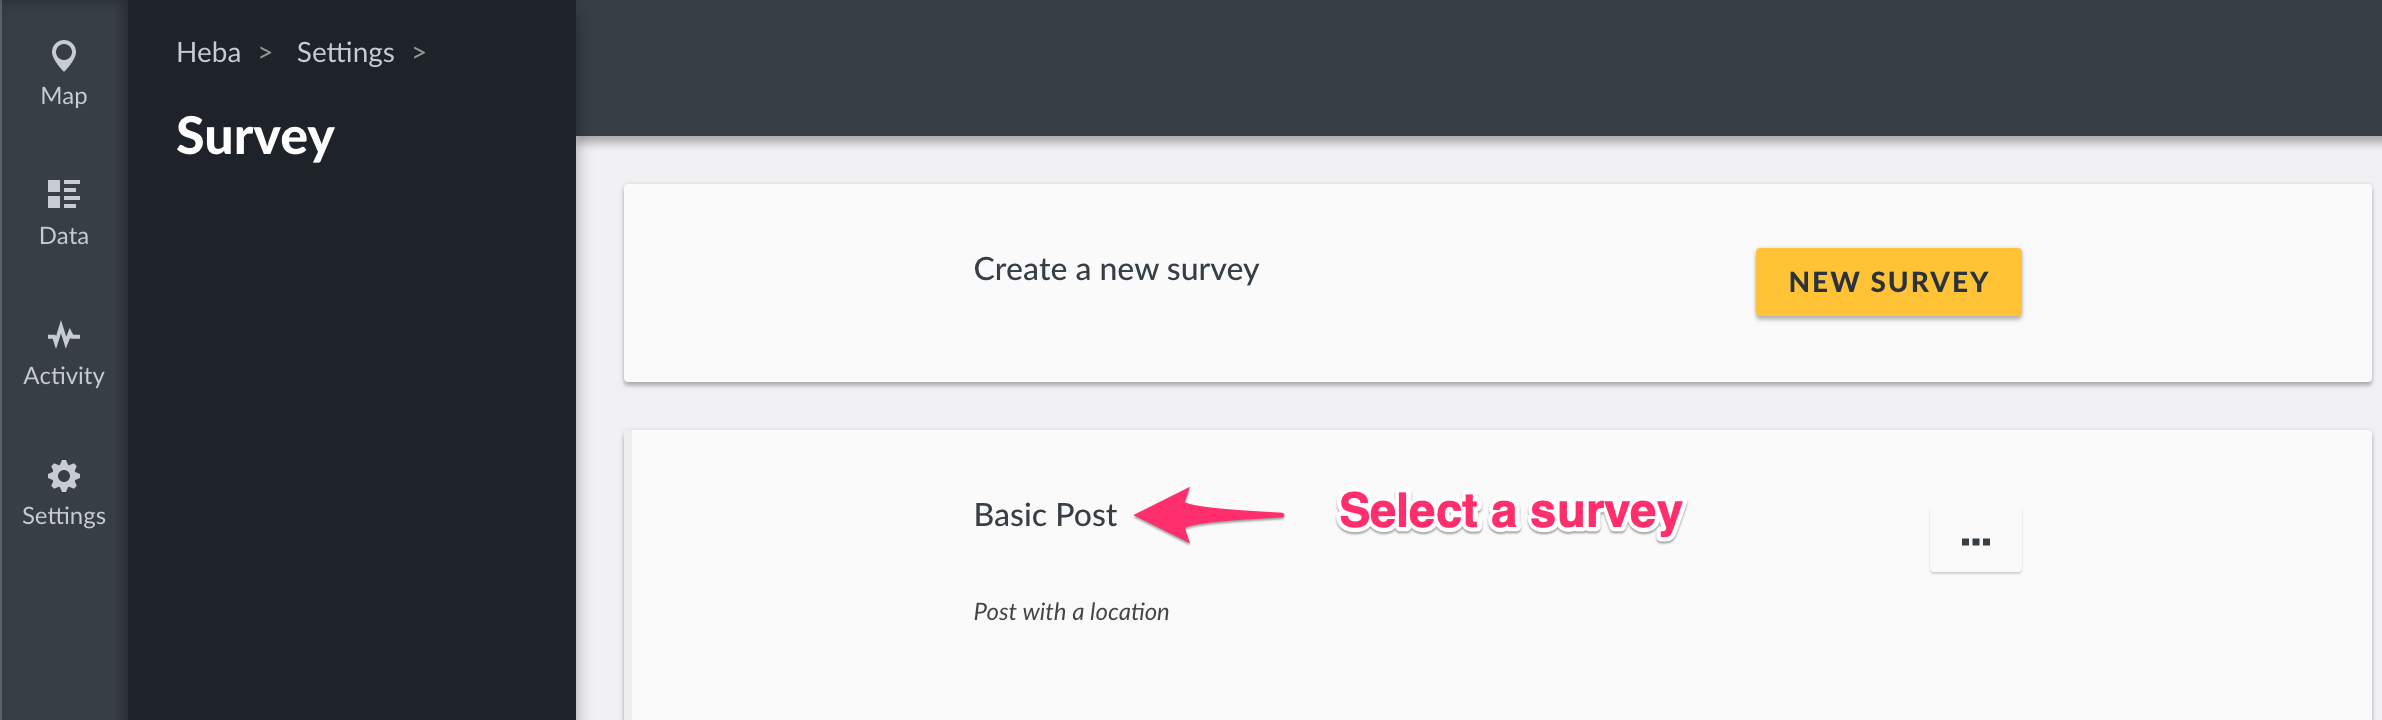 Map
Data
Activity
Settings
Heba > Settings >
Survey
Create a new survey
NEW SURVEY
Basic Post
Select a survey
Post with a location